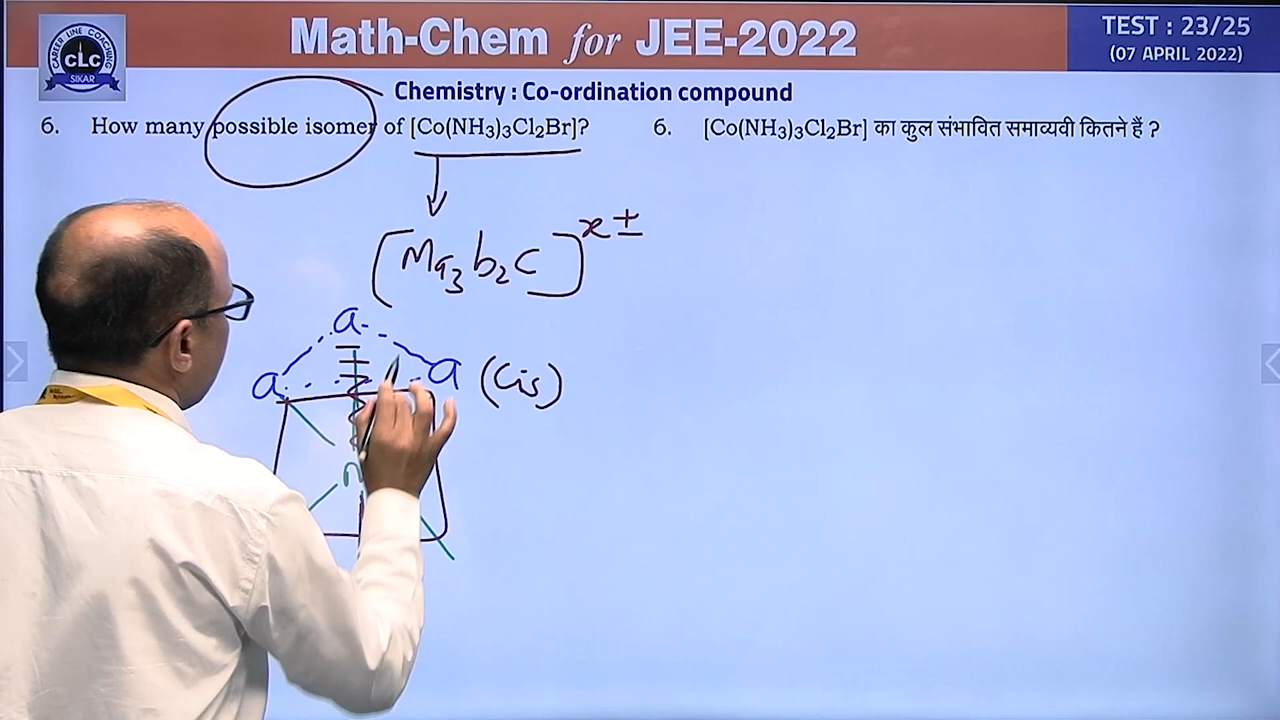 CAREER LINE COACHING
CLC
SIKAR
Math-Chem for JEE-2022
TEST : 23/25
(07 APRIL 2022)
Chemistry : Co-ordination compound
6. How many possible isomer of [Co(NH3)3Cl2Br]?
6. [Co(NH3)3Cl2Br] का कुल संभावित समाव्यवी कितने हैं ?
[Ma3b2c]x±
a
a a (Cis)